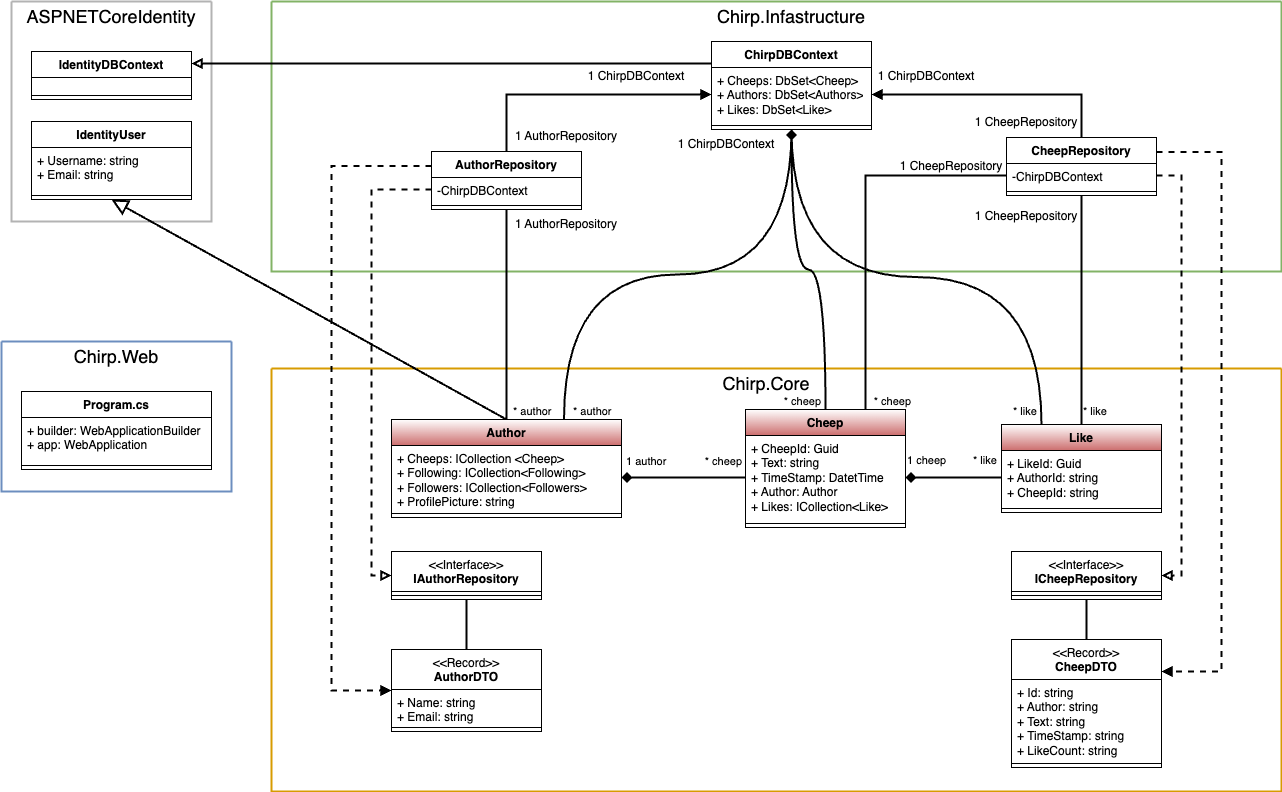 ASPNETCoreIdentity
IdentityDBContext
IdentityUser
+ Username: string
+ Email: string
Chirp.Infastructure
ChirpDBContext
+ Cheeps: DbSet<Cheep>
+ Authors: DbSet<Authors>
+ Likes: DbSet<Like>
1 ChirpDBContext
1 ChirpDBContext
1 ChirpDBContext
1 AuthorRepository
AuthorRepository
-ChirpDBContext
1 AuthorRepository
1 CheepRepository
1 CheepRepository
CheepRepository
-ChirpDBContext
1 CheepRepository
Chirp.Web
Program.cs
+ builder: WebApplicationBuilder
+ app: WebApplication
Chirp.Core
* author
* author
* cheep
* cheep
* like
* like
Author
+ Cheeps: ICollection <Cheep>
+ Following: ICollection<Following>
+ Followers: ICollection<Followers>
+ ProfilePicture: string
1 author
* cheep
Cheep
+ CheepId: Guid
+ Text: string
+ TimeStamp: DatetTime
+ Author: Author
+ Likes: ICollection<Like>
1 cheep
* like
Like
+ LikeId: Guid
+ AuthorId: string
+ CheepId: string
<<Interface>>
IAuthorRepository
<<Record>>
AuthorDTO
+ Name: string
+ Email: string
<<Interface>>
ICheepRepository
<<Record>>
CheepDTO
+ Id: string
+ Author: string
+ Text: string
+ TimeStamp: string
+ LikeCount: string